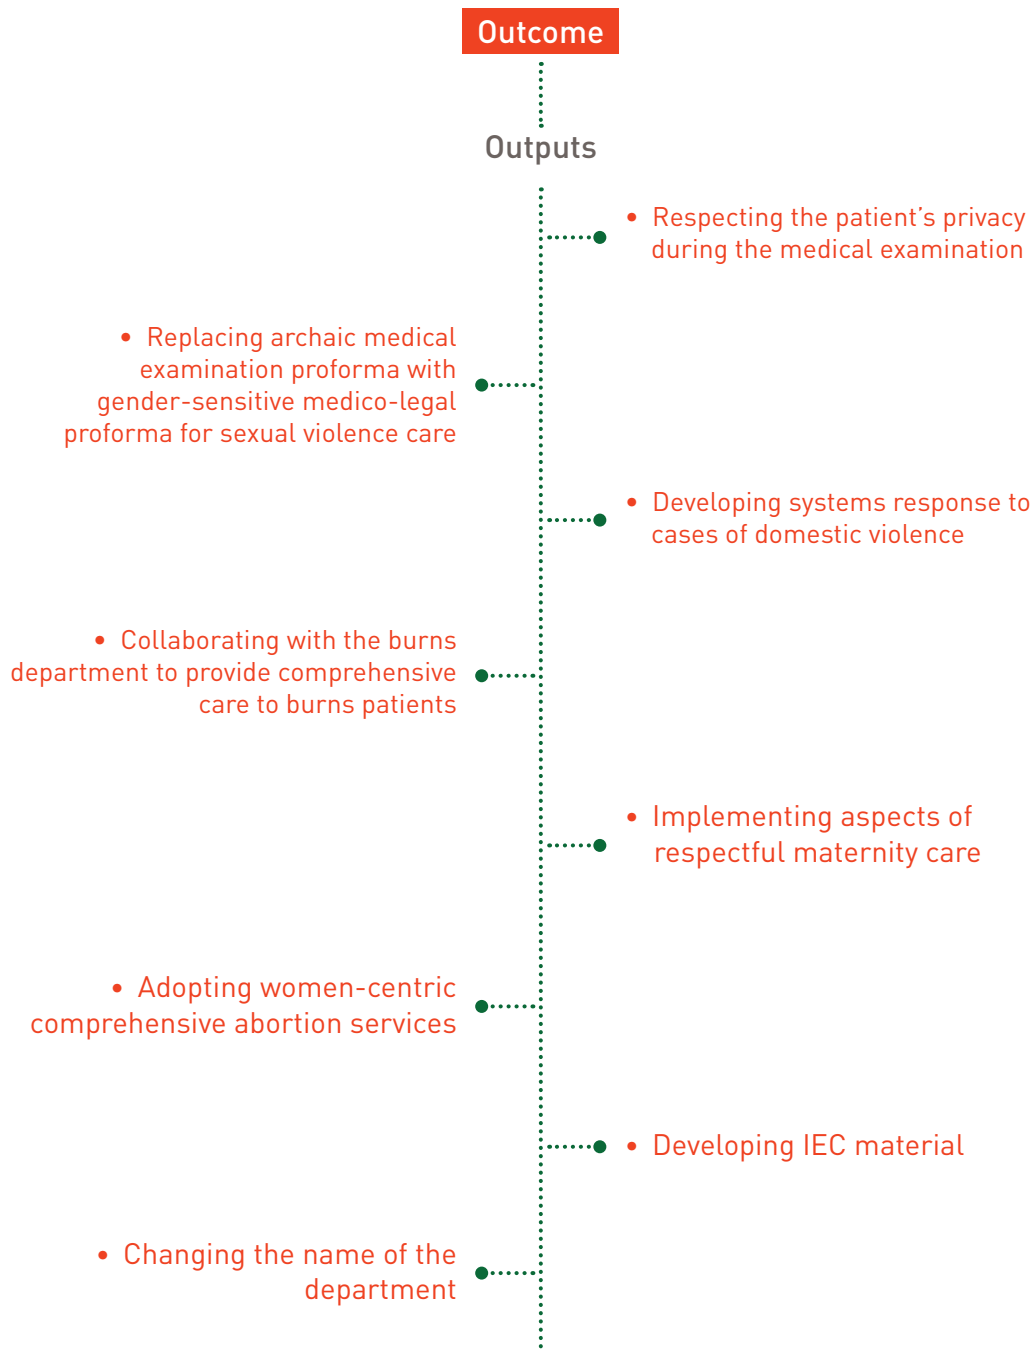 Outcome
Outputs
• Respecting the patient’s privacy
during the medical examination
• Replacing archaic medical
examination proforma with
gender-sensitive medico-legal
proforma for sexual violence care
• Developing systems response to
cases of domestic violence
• Collaborating with the burns
department to provide comprehensive
care to burns patients
• Implementing aspects of
respectful maternity care
• Adopting women-centric
comprehensive abortion services
• Developing IEC material
• Changing the name of the
department